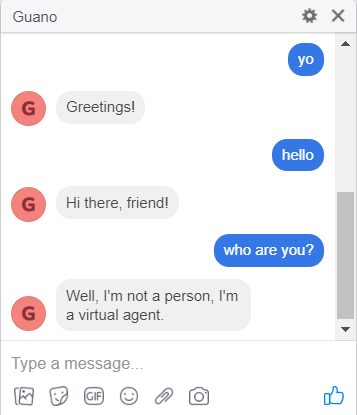 Guano
yo
G
Greetings!
hello
G
Hi there, friend!
who are you?
Well, I'm not a person, I'm
a virtual agent.
G
Type a message...
GIF